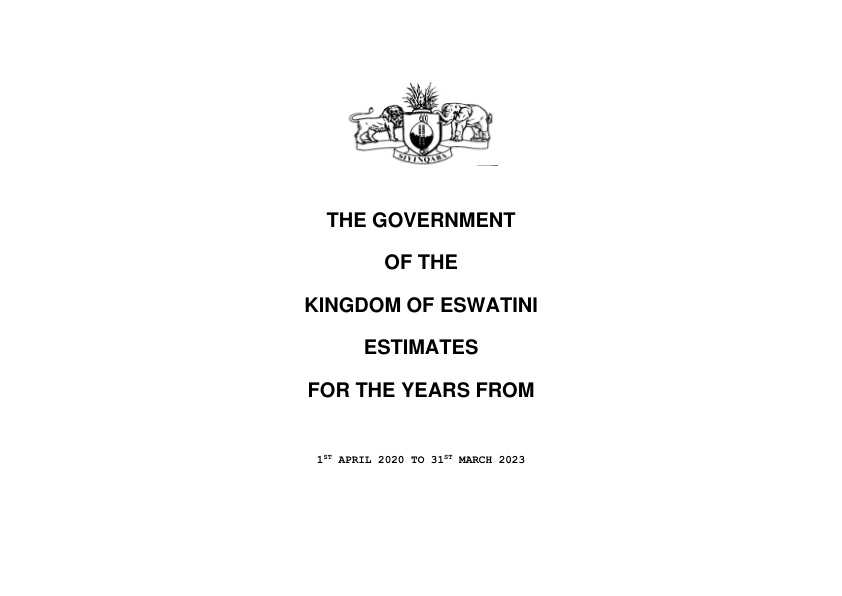 SIYINQABA
THE GOVERNMENT
OF THE
KINGDOM OF ESWATINI
ESTIMATES
FOR THE YEARS FROM
1ST APRIL 2020 TO 31ST MARCH 2023